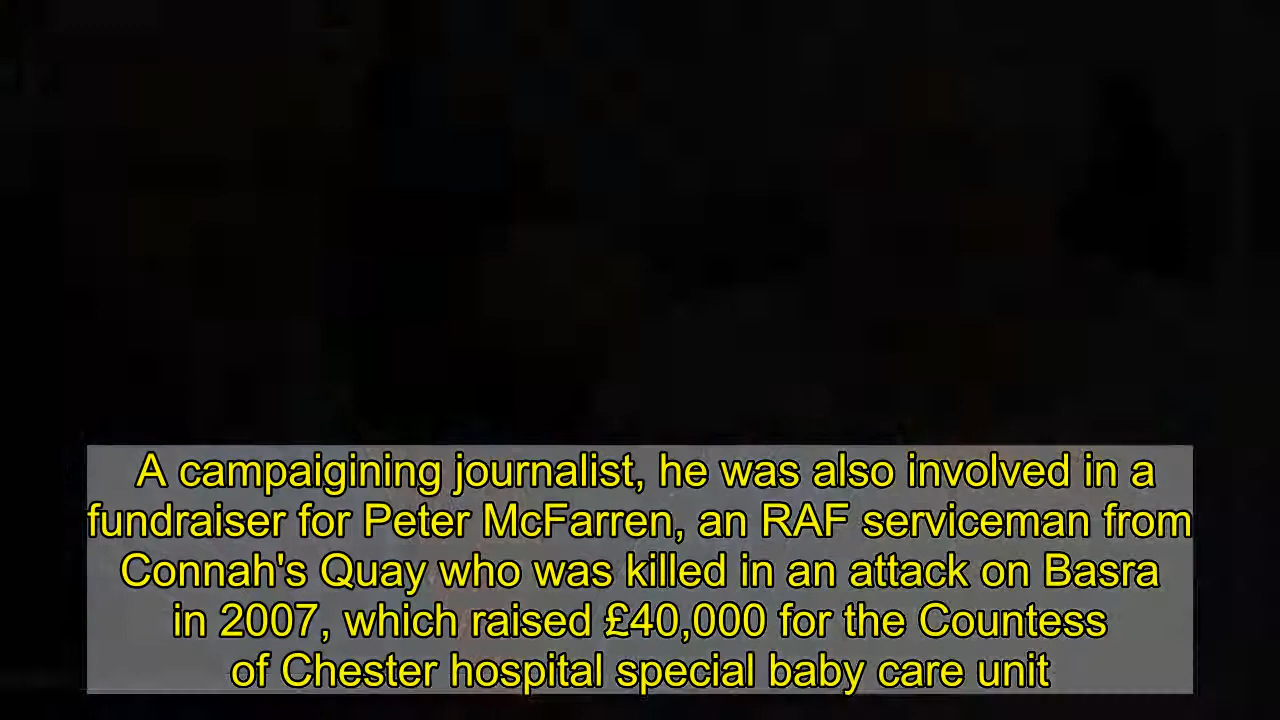 A campaigining journalist, he was also involved in a
fundraiser for Peter McFarren, an RAF serviceman from
Connah's Quay who was killed in an attack on Basra
in 2007, which raised £40,000 for the Countess
of Chester hospital special baby care unit